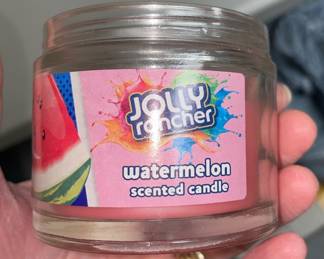 JOLLY
rancher
watermelon
scented candle